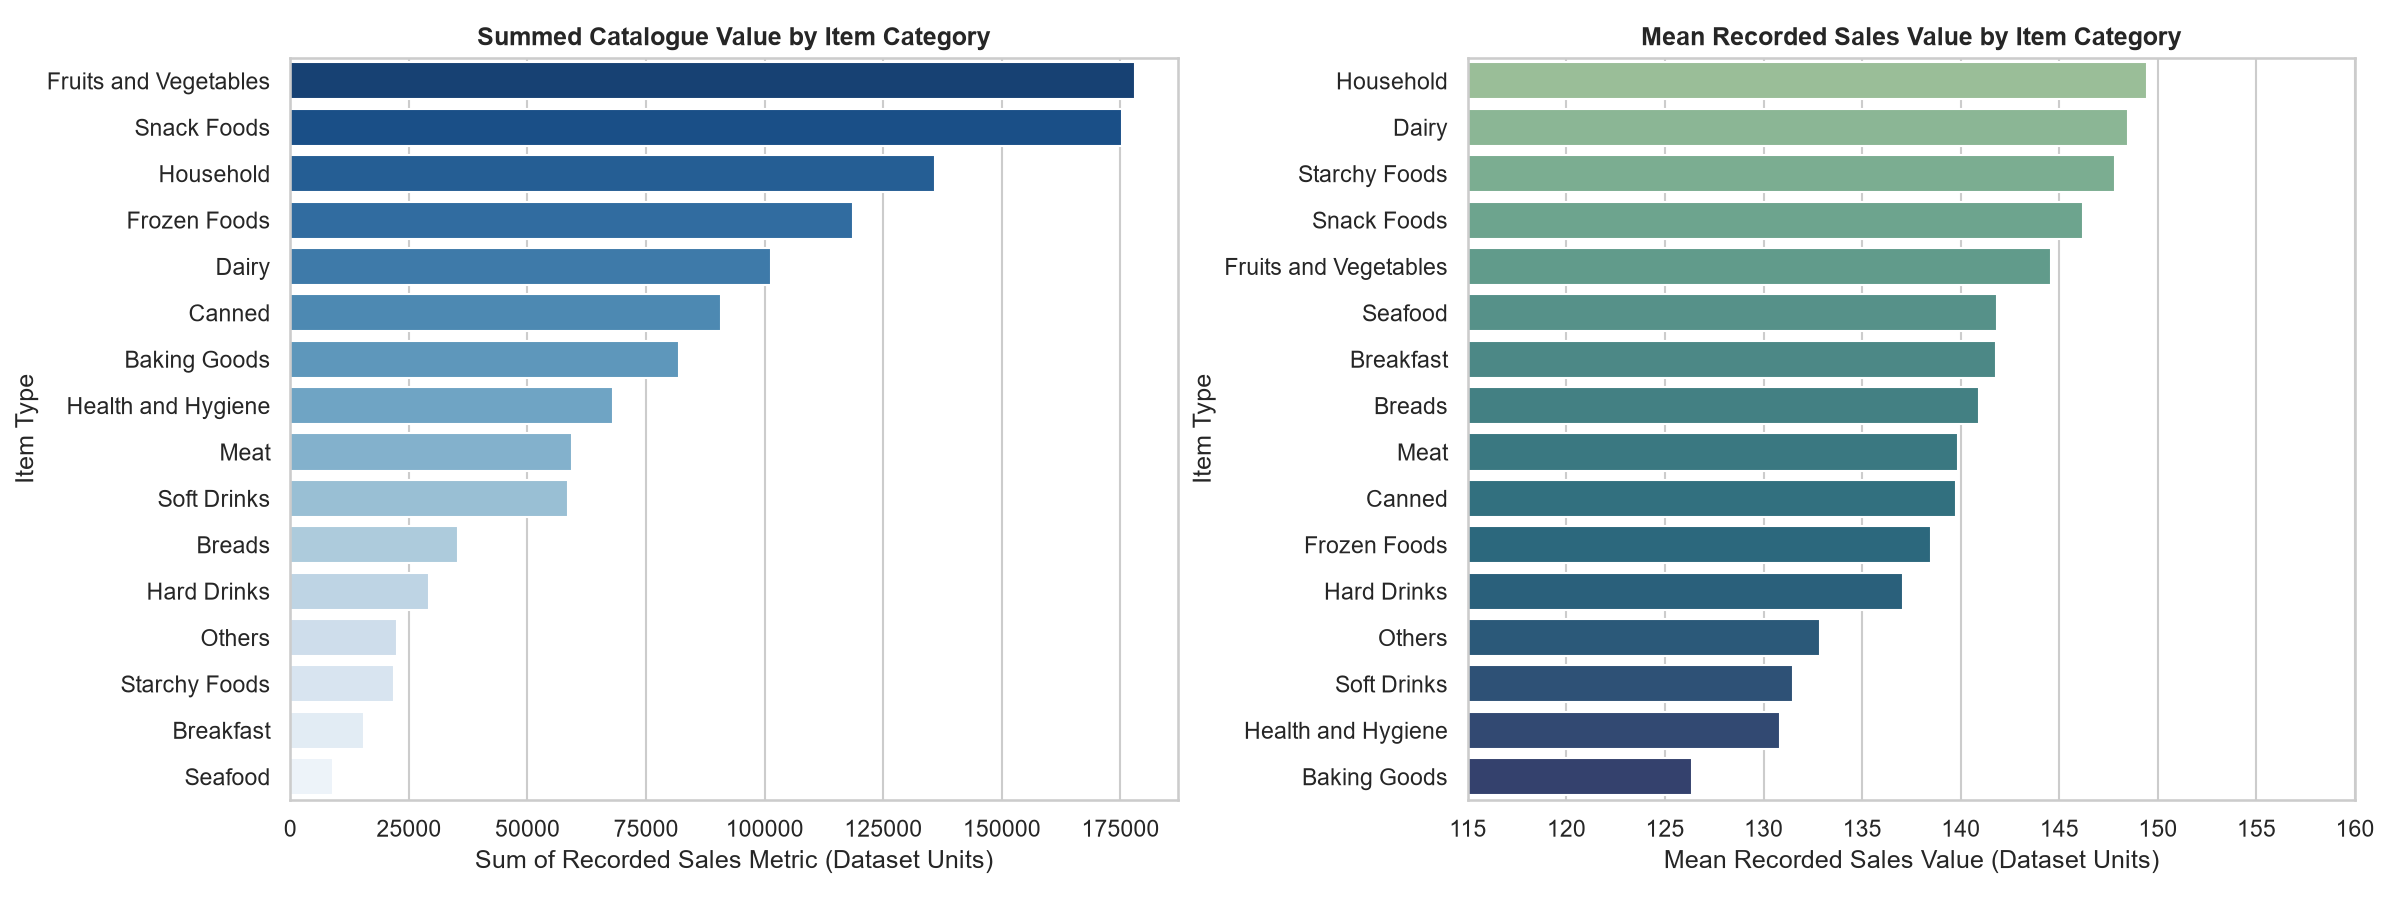 Summed Catalogue Value by Item Category
Item Type
Fruits and Vegetables
Snack Foods
Household
Frozen Foods
Dairy
Canned
Baking Goods
Health and Hygiene
Meat
Soft Drinks
Breads
Hard Drinks
Others
Starchy Foods
Breakfast
Seafood
0 25000 50000 75000 100000 125000 150000 175000
Sum of Recorded Sales Metric (Dataset Units)
Mean Recorded Sales Value by Item Category
Item Type
Household
Dairy
Starchy Foods
Snack Foods
Fruits and Vegetables
Seafood
Breakfast
Breads
Meat
Canned
Frozen Foods
Hard Drinks
Others
Soft Drinks
Health and Hygiene
Baking Goods
115 120 125 130 135 140 145 150 155 160
Mean Recorded Sales Value (Dataset Units)